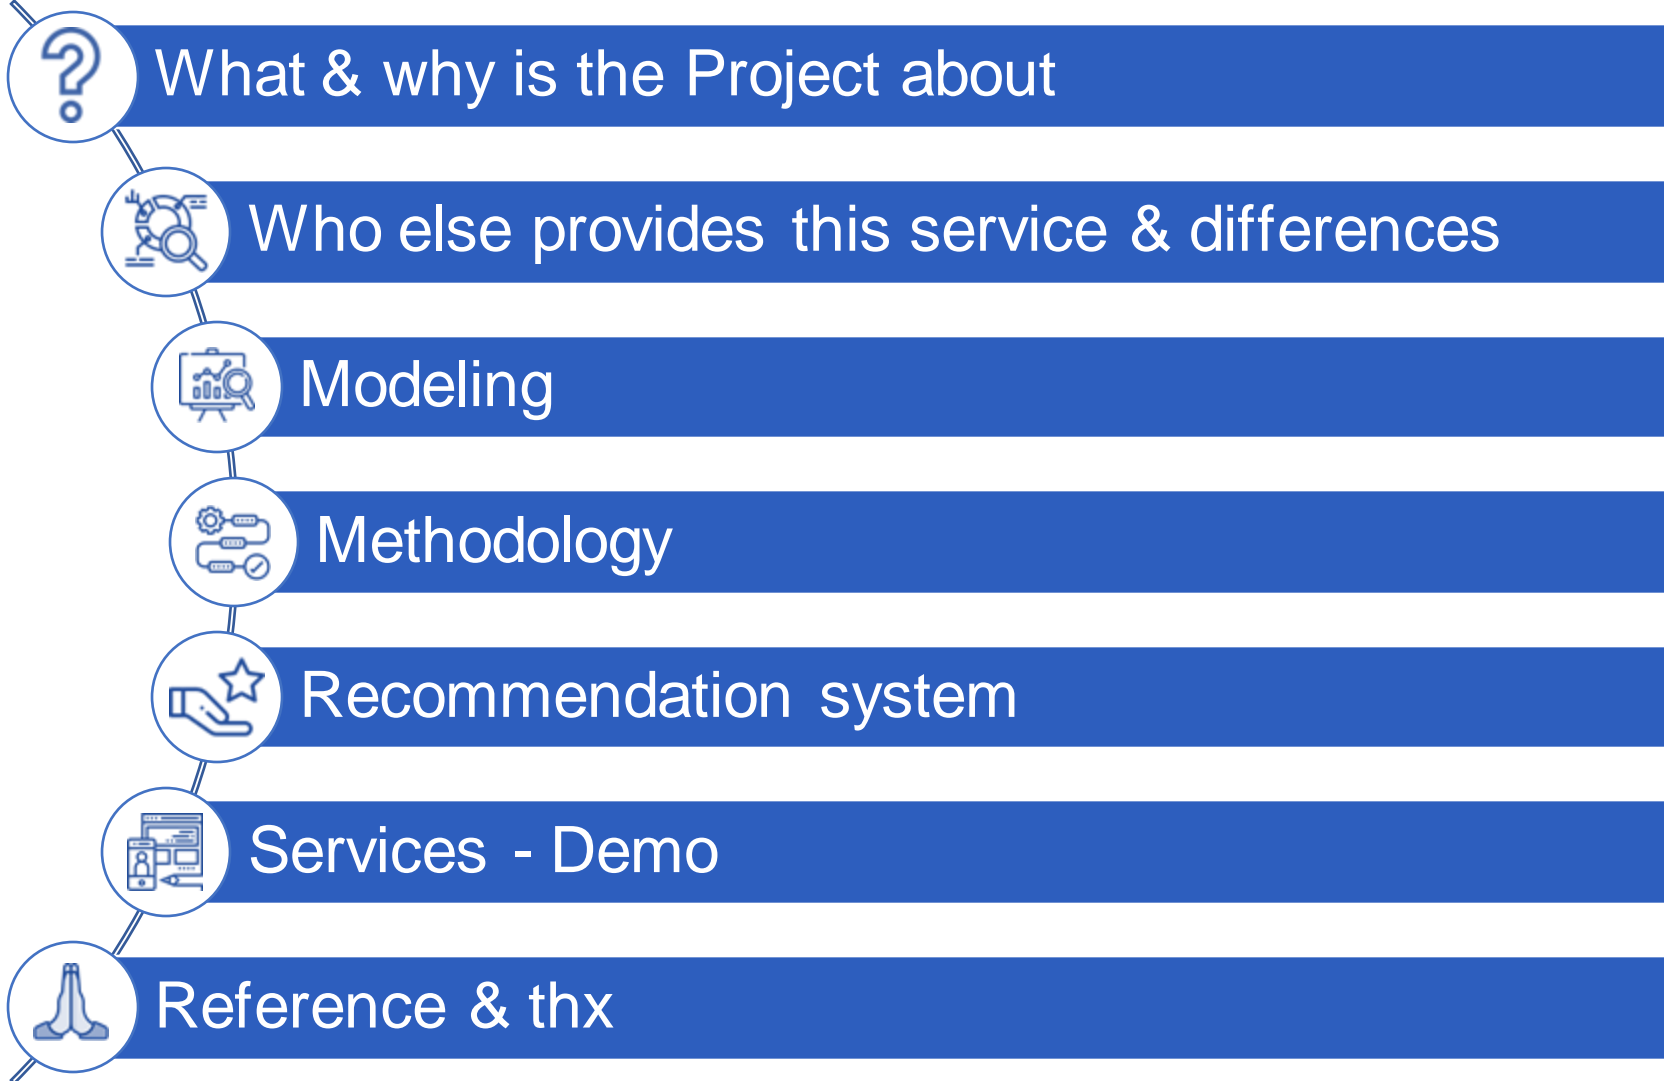 What & why is the Project about
Who else provides this service & differences
Modeling
Methodology
Recommendation system
Services - Demo
Reference & thx